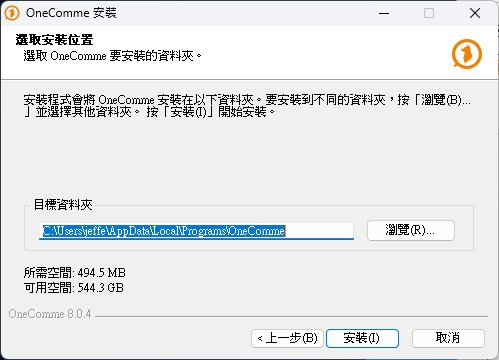 OneComme 安裝
選取安裝位置
選取 OneComme 要安裝的資料夾。
安裝程式會將 OneComme 安裝在以下資料夾。要安裝到不同的資料夾，按「瀏覽(B)...
」並選擇其他資料夾。 按「安裝(I)」開始安裝。
目標資料夾
C:\Users\jeffe\AppData\Local\Programs\OneComme
瀏覽(R)...
所需空間: 494.5 MB
可用空間: 544.3 GB
OneComme 8.0.4
< 上一步(B)
安裝(I)
取消